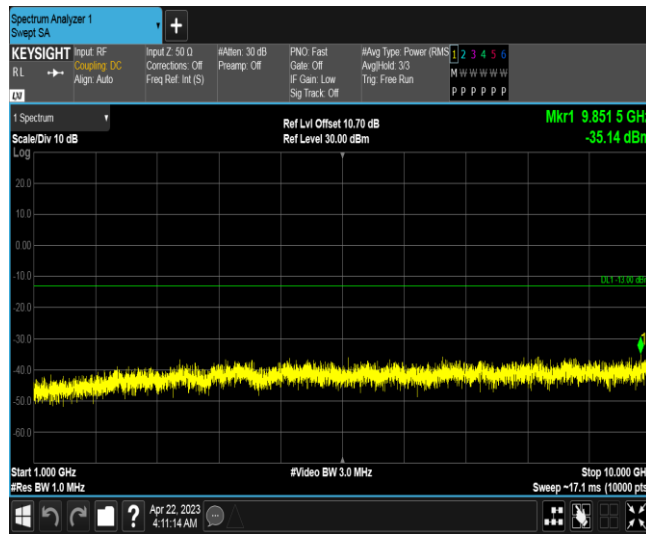 Spectrum Analyzer 1
Swept SA
+
KEYSIGHT
RL
LXI
Input: RF
Coupling: DC
Align: Auto
Input Z: 50 Ω
Corrections: Off
Freq Ref: Int (S)
#Atten: 30 dB
Preamp: Off
PNO: Fast
Gate: Off
IF Gain: Low
Sig Track: Off
#Avg Type: Power (RMS
Avg|Hold: 3/3
Trig: Free Run
1 2 3 4 5 6
M W W W W W
P P P P P P
1 Spectrum
Scale/Div 10 dB
Log
Ref Lvl Offset 10.70 dB
Ref Level 30.00 dBm
Mkr1 9.851 5 GHz
-35.14 dBm
20.0
10.0
0.00
-10.0
DL1 -13.00 dBm
-20.0
-30.0
1
-40.0
-50.0
-60.0
Start 1.000 GHz
#Res BW 1.0 MHz
#Video BW 3.0 MHz
Stop 10.000 GHz
Sweep ~17.1 ms (10000 pts)
?
Apr 22, 2023
4:11:14 AM